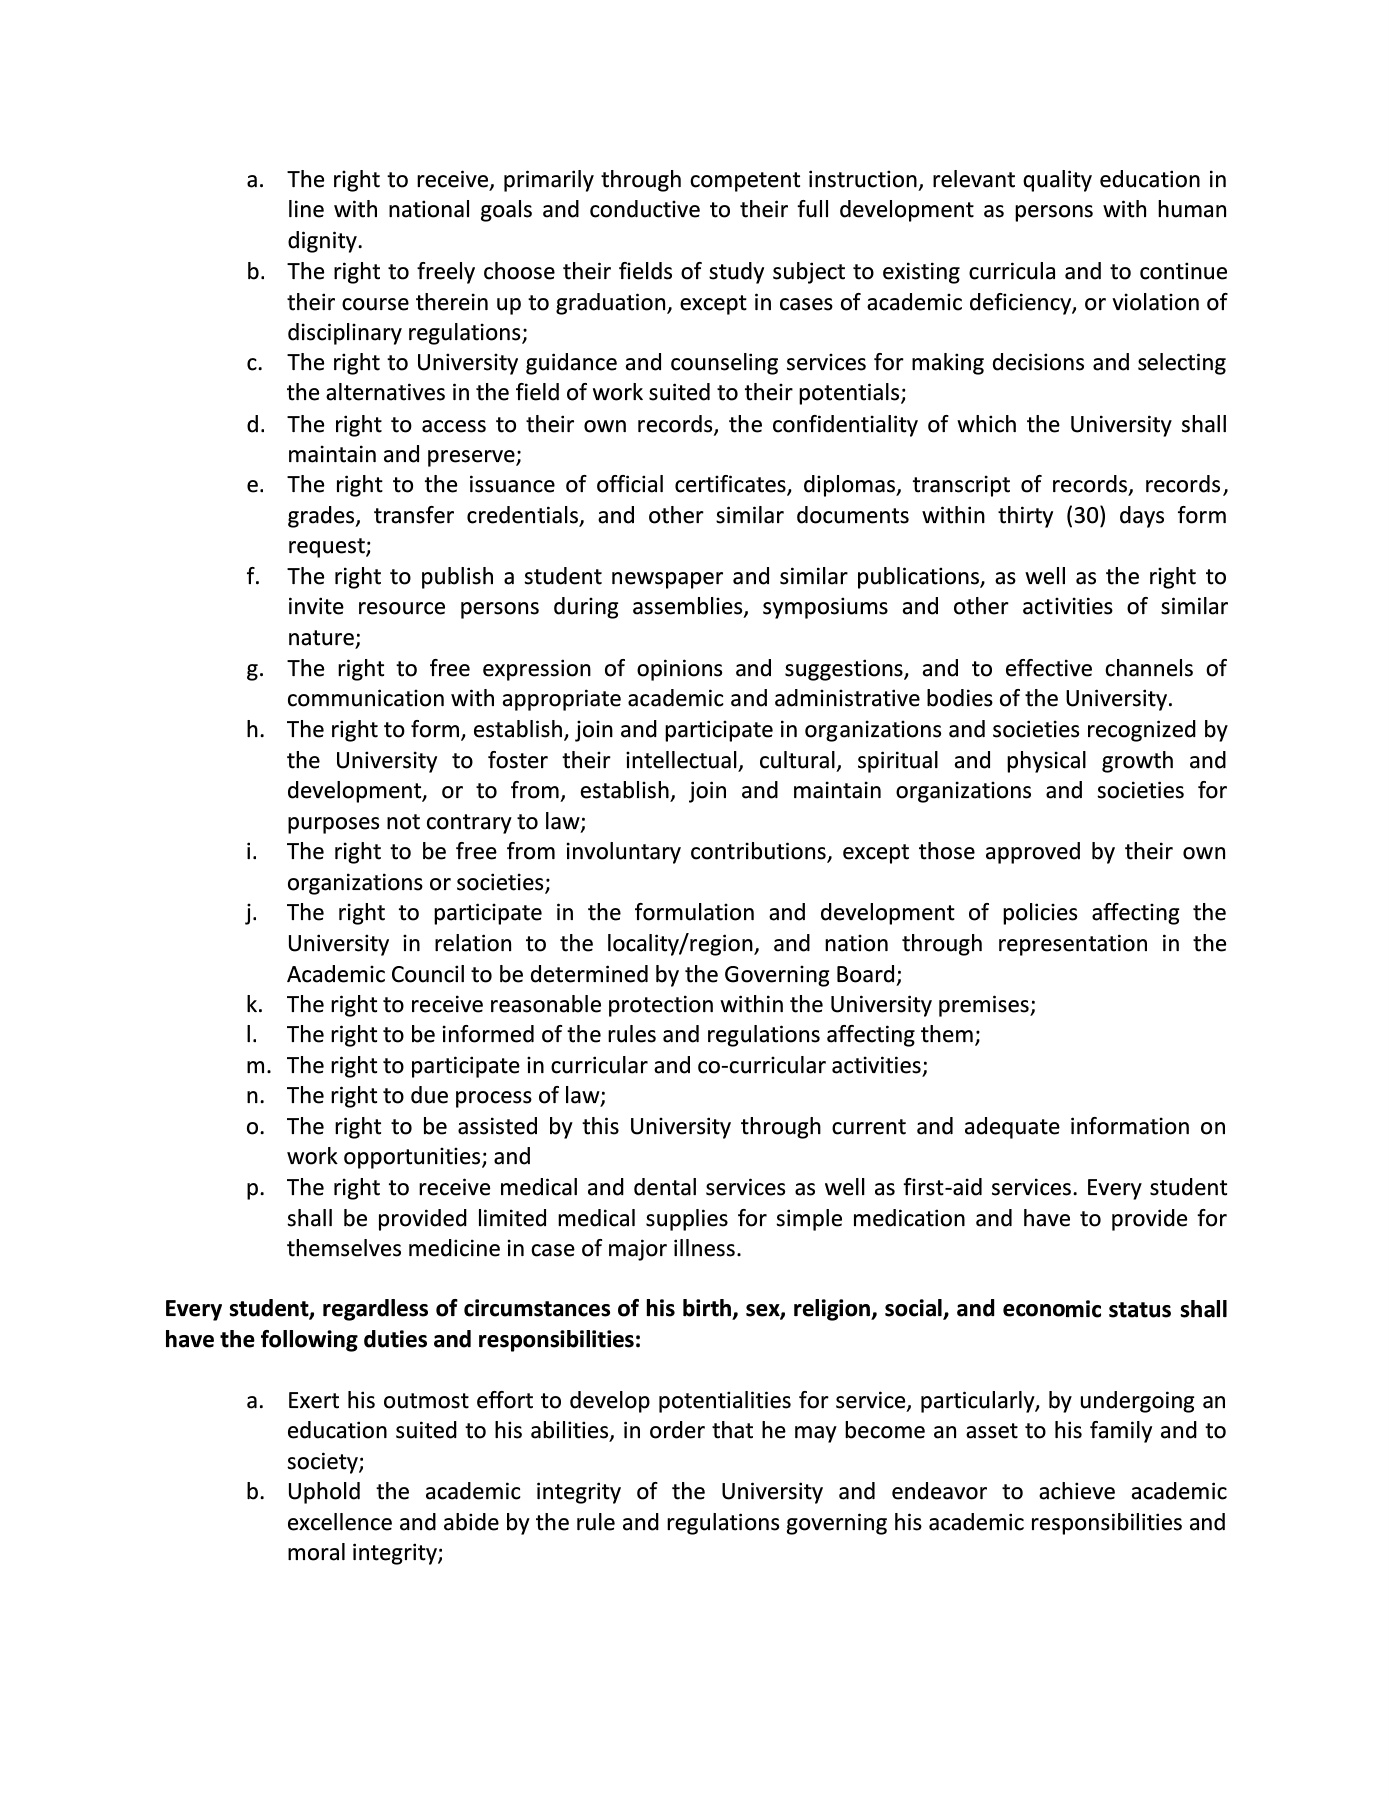 a. The right to receive, primarily through competent instruction, relevant quality education in
line with national goals and conductive to their full development as persons with human
dignity.
b. The right to freely choose their fields of study subject to existing curricula and to continue
their course therein up to graduation, except in cases of academic deficiency, or violation of
disciplinary regulations;
c. The right to University guidance and counseling services for making decisions and selecting
the alternatives in the field of work suited to their potentials;
d. The right to access to their own records, the confidentiality of which the University shall
maintain and preserve;
e. The right to the issuance of official certificates, diplomas, transcript of records, records,
grades, transfer credentials, and other similar documents within thirty (30) days form
request;
f. The right to publish a student newspaper and similar publications, as well as the right to
invite resource persons during assemblies, symposiums and other activities of similar
nature;
g. The right to free expression of opinions and suggestions, and to effective channels of
communication with appropriate academic and administrative bodies of the University.
h. The right to form, establish, join and participate in organizations and societies recognized by
the University to foster their intellectual, cultural, spiritual and physical growth and
development, or to from, establish, join and maintain organizations and societies for
purposes not contrary to law;
i. The right to be free from involuntary contributions, except those approved by their own
organizations or societies;
j. The right to participate in the formulation and development of policies affecting the
University in relation to the locality/region, and nation through representation in the
Academic Council to be determined by the Governing Board;
k. The right to receive reasonable protection within the University premises;
l. The right to be informed of the rules and regulations affecting them;
m. The right to participate in curricular and co-curricular activities;
n. The right to due process of law;
o. The right to be assisted by this University through current and adequate information on
work opportunities; and
p. The right to receive medical and dental services as well as first-aid services. Every student
shall be provided limited medical supplies for simple medication and have to provide for
themselves medicine in case of major illness.
Every student, regardless of circumstances of his birth, sex, religion, social, and economic status shall
have the following duties and responsibilities:
a. Exert his outmost effort to develop potentialities for service, particularly, by undergoing an
education suited to his abilities, in order that he may become an asset to his family and to
society;
b. Uphold the academic integrity of the University and endeavor to achieve academic
excellence and abide by the rule and regulations governing his academic responsibilities and
moral integrity;